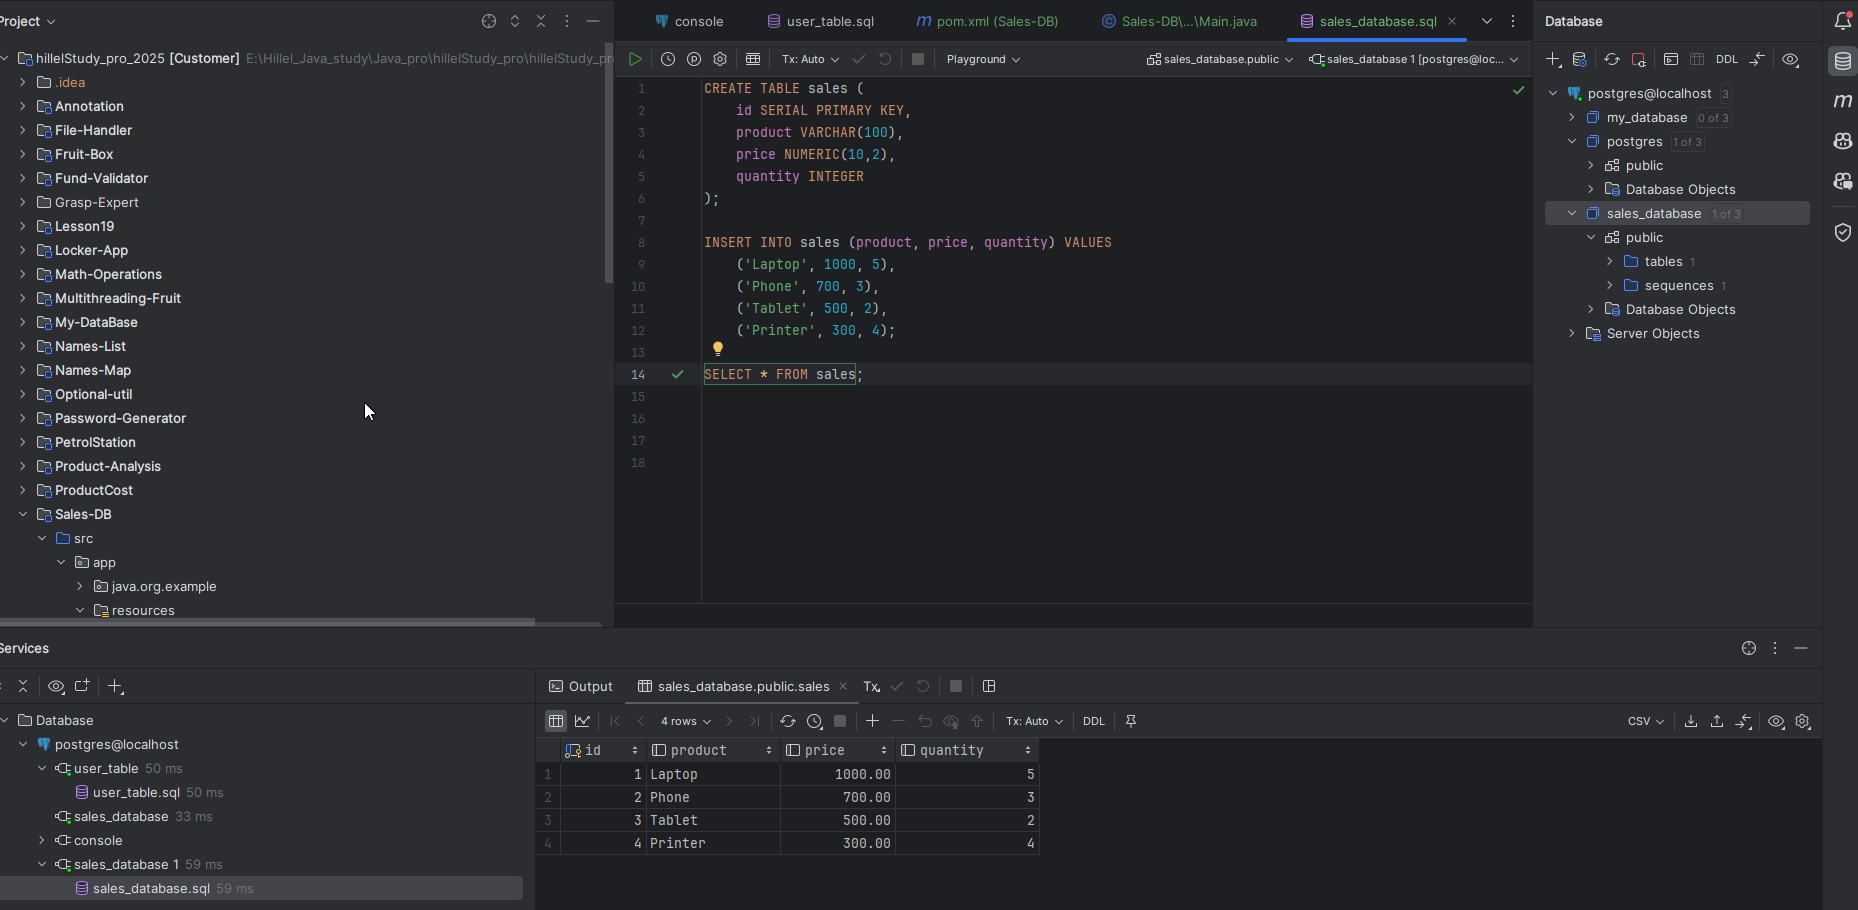 Project
hillelStudy_pro_2025 [Customer] E:\Hillel_Java_study\Java_pro\hillelStudy_pro\hillelStudy_pr
.idea
Annotation
File-Handler
Fruit-Box
Fund-Validator
Grasp-Expert
Lesson19
Locker-App
Math-Operations
Multithreading-Fruit
My-DataBase
Names-List
Names-Map
Optional-util
Password-Generator
PetrolStation
Product-Analysis
ProductCost
Sales-DB
src
app
java.org.example
resources
console
user_table.sql
m pom.xml (Sales-DB)
Sales-DB\...\Main.java
sales_database.sql
Tx: Auto
Playground
sales_database.public
sales_database 1 [postgres@loc...
1 CREATE TABLE sales (
2 id SERIAL PRIMARY KEY,
3 product VARCHAR(100),
4 price NUMERIC(10,2),
5 quantity INTEGER
6 );
7
8 INSERT INTO sales (product, price, quantity) VALUES
9 ('Laptop', 1000, 5),
10 ('Phone', 700, 3),
11 ('Tablet', 500, 2),
12 ('Printer', 300, 4);
13
14 SELECT * FROM sales;
15
16
17
18
Database
DDL
postgres@localhost 3
my_database 0 of 3
postgres 1 of 3
public
Database Objects
sales_database 1 of 3
public
tables 1
sequences 1
Database Objects
Server Objects
m
Services
Database
postgres@localhost
user_table 50 ms
user_table.sql 50 ms
sales_database 33 ms
console
sales_database 1 59 ms
sales_database.sql 59 ms
Output
sales_database.public.sales
Tx
4 rows
Tx: Auto
DDL
CSV
id product price quantity
1 1 Laptop 1000.00 5
2 2 Phone 700.00 3
3 3 Tablet 500.00 2
4 4 Printer 300.00 4